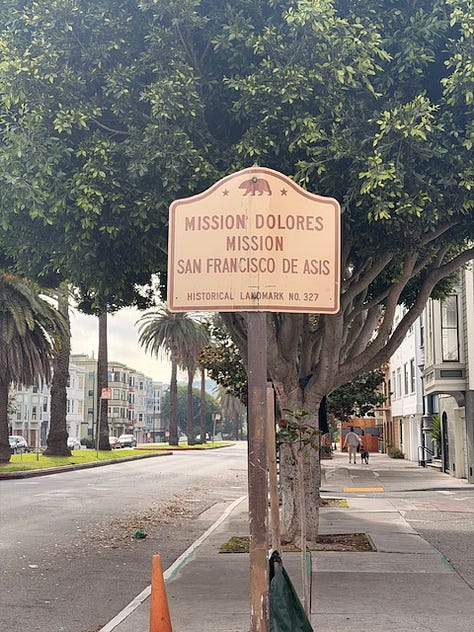 MISSION DOLORES
MISSION
SAN FRANCISCO DE ASIS
HISTORICAL LANDMARK NO. 327